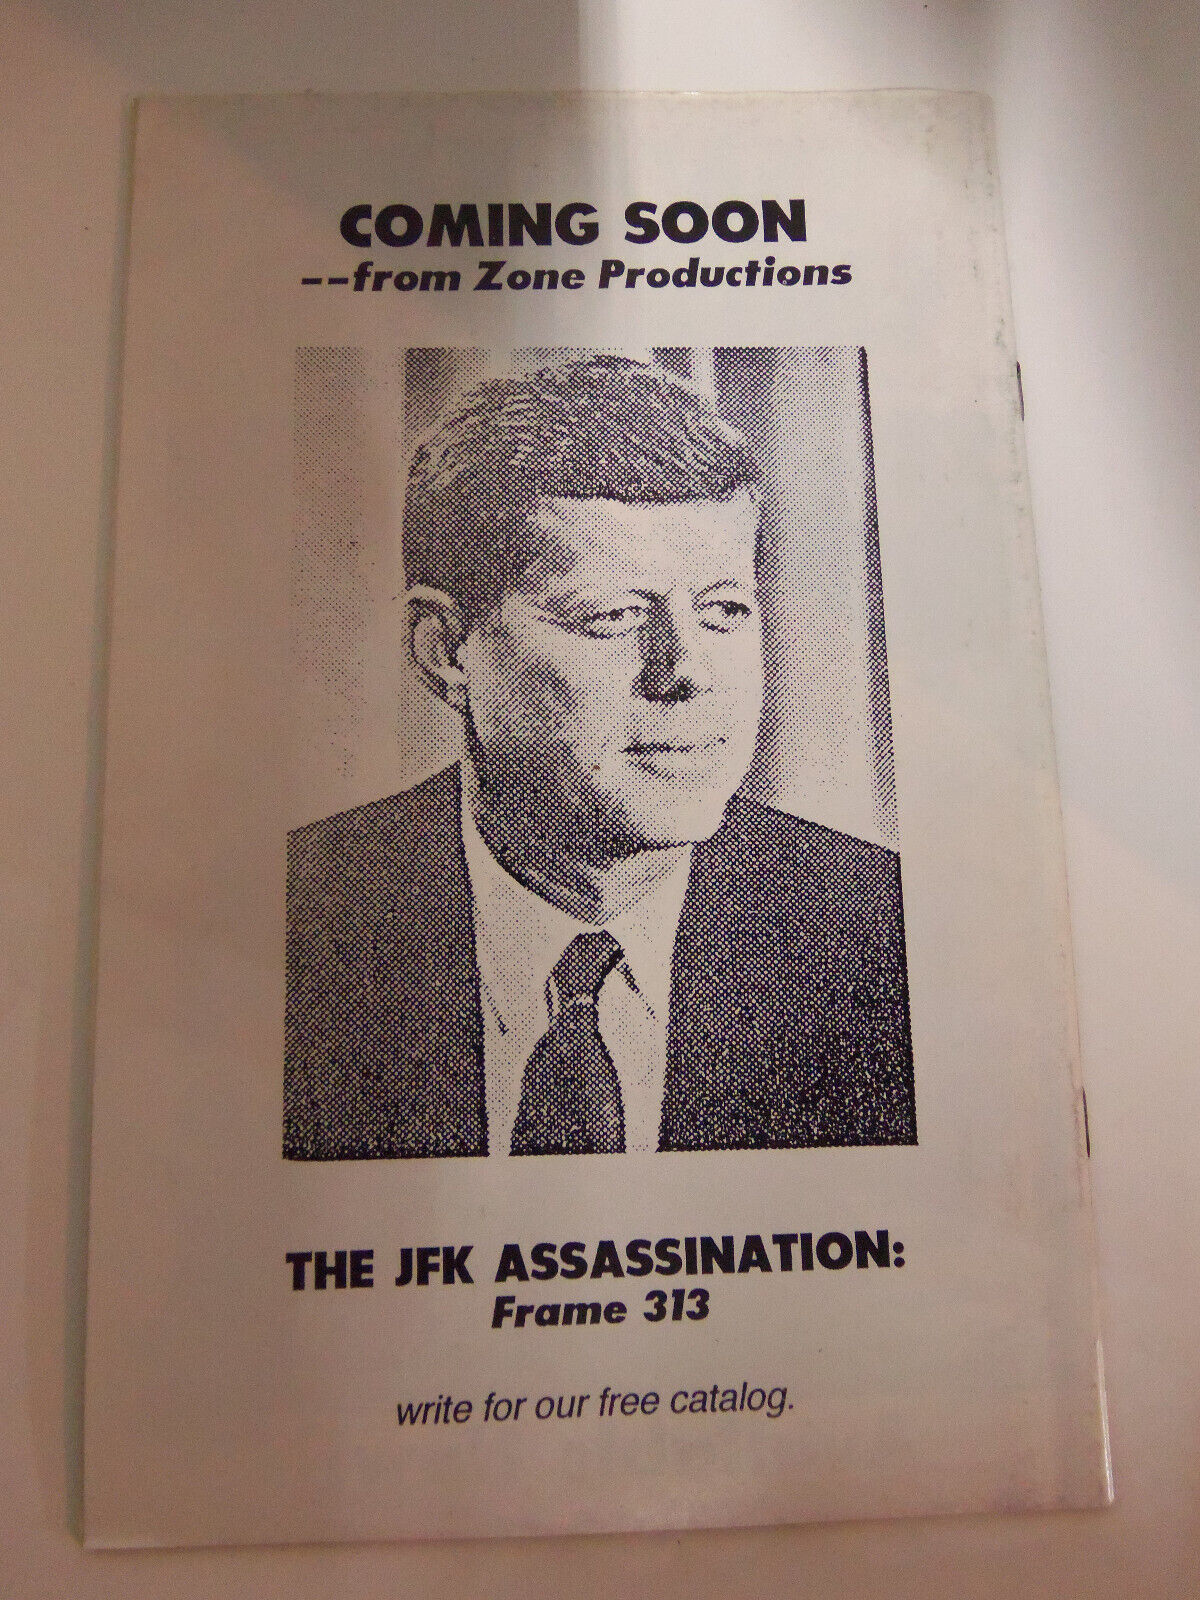 COMING SOON
--from Zone Productions
THE JFK ASSASSINATION:
Frame 313
write for our free catalog.